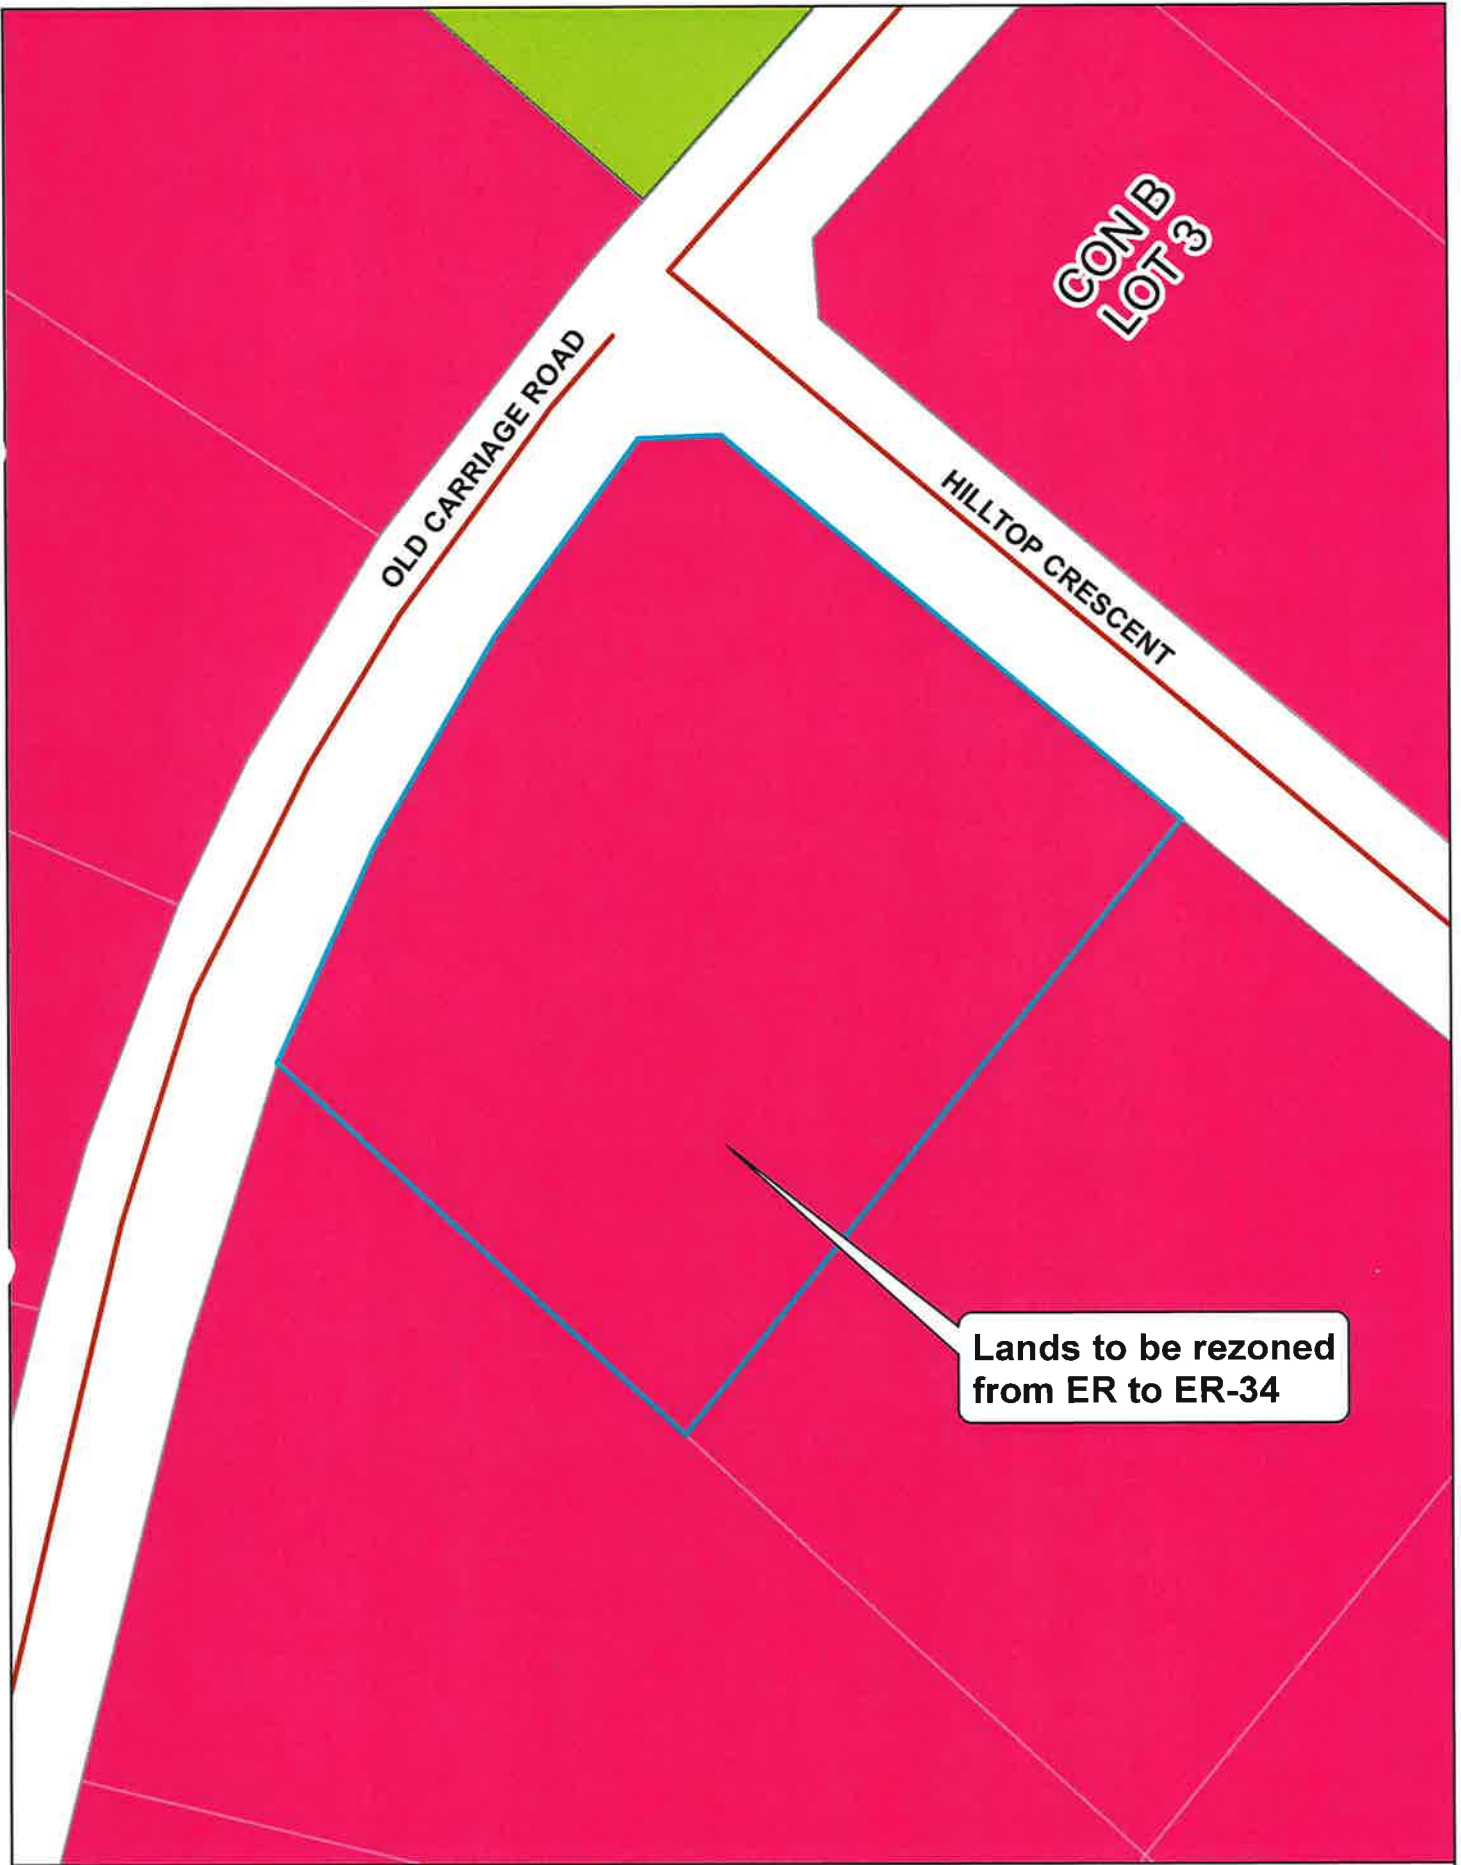 CON B
LOT 3
OLD CARRIAGE ROAD
HILLTOP CRESCENT
Lands to be rezoned
from ER to ER-34